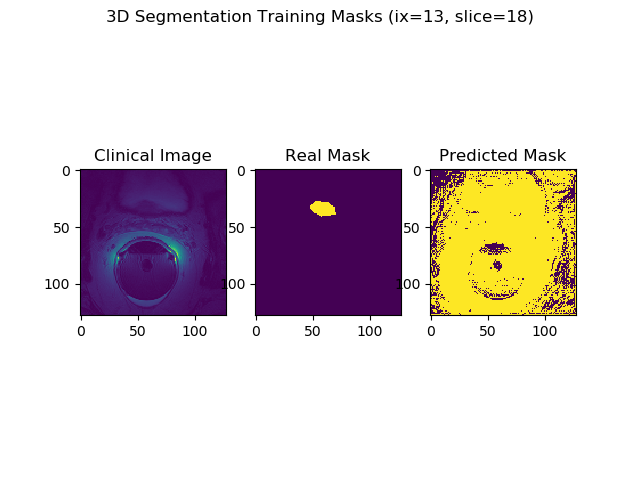 3D Segmentation Training Masks (ix=13, slice=18)
Clinical Image Real Mask Predicted Mask
0 0 0
50 50 50
100 100 100
0 50 100 0 50 100 0 50 100